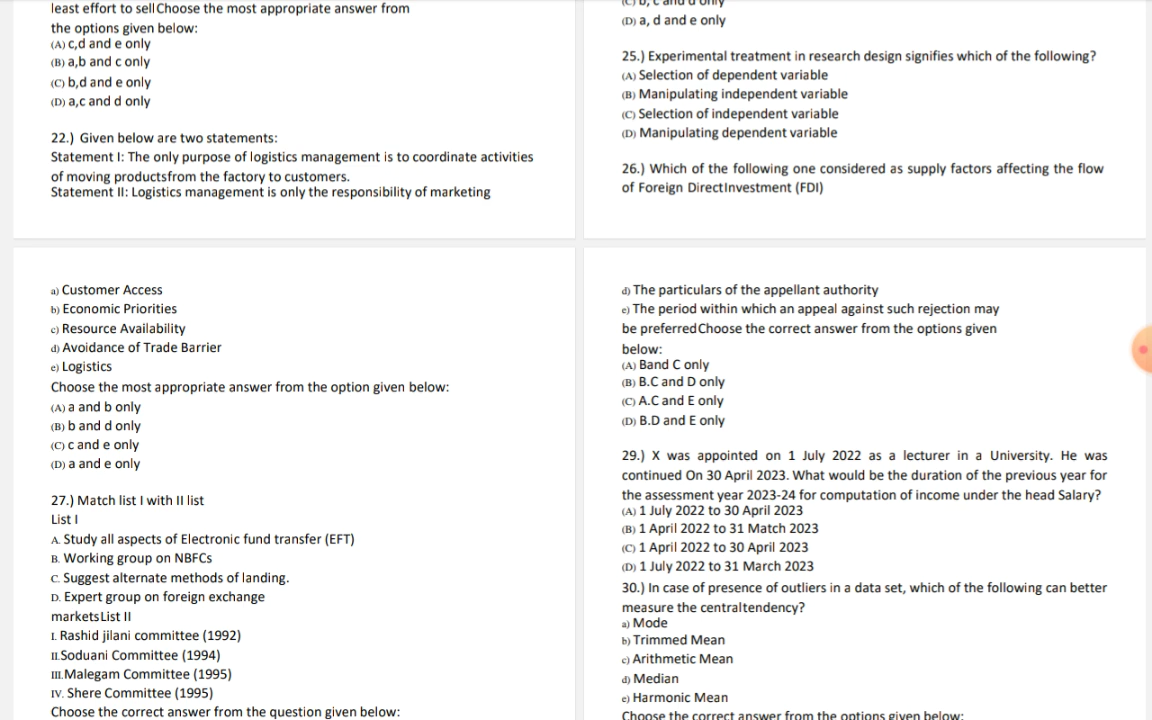 least effort to sellChoose the most appropriate answer from
the options given below:
(A) c,d and e only
(B) a,b and c only
(C) b,d and e only
(D) a,c and d only
22.) Given below are two statements:
Statement I: The only purpose of logistics management is to coordinate activities
of moving productsfrom the factory to customers.
Statement II: Logistics management is only the responsibility of marketing
(C) b, c and d only
(D) a, d and e only
25.) Experimental treatment in research design signifies which of the following?
(A) Selection of dependent variable
(B) Manipulating independent variable
(C) Selection of independent variable
(D) Manipulating dependent variable
26.) Which of the following one considered as supply factors affecting the flow
of Foreign DirectInvestment (FDI)
a) Customer Access
b) Economic Priorities
c) Resource Availability
d) Avoidance of Trade Barrier
e) Logistics
Choose the most appropriate answer from the option given below:
(A) a and b only
(B) b and d only
(C) c and e only
(D) a and e only
27.) Match list I with II list
List I
A. Study all aspects of Electronic fund transfer (EFT)
B. Working group on NBFCs
C. Suggest alternate methods of landing.
D. Expert group on foreign exchange
marketsList II
I. Rashid jilani committee (1992)
II.Soduani Committee (1994)
III.Malegam Committee (1995)
IV. Shere Committee (1995)
Choose the correct answer from the question given below:
d) The particulars of the appellant authority
e) The period within which an appeal against such rejection may
be preferredChoose the correct answer from the options given
below:
(A) Band C only
(B) B.C and D only
(C) A.C and E only
(D) B.D and E only
29.) X was appointed on 1 July 2022 as a lecturer in a University. He was
continued On 30 April 2023. What would be the duration of the previous year for
the assessment year 2023-24 for computation of income under the head Salary?
(A) 1 July 2022 to 30 April 2023
(B) 1 April 2022 to 31 Match 2023
(C) 1 April 2022 to 30 April 2023
(D) 1 July 2022 to 31 March 2023
30.) In case of presence of outliers in a data set, which of the following can better
measure the centraltendency?
a) Mode
b) Trimmed Mean
c) Arithmetic Mean
d) Median
e) Harmonic Mean
Choose the correct answer from the options given below: